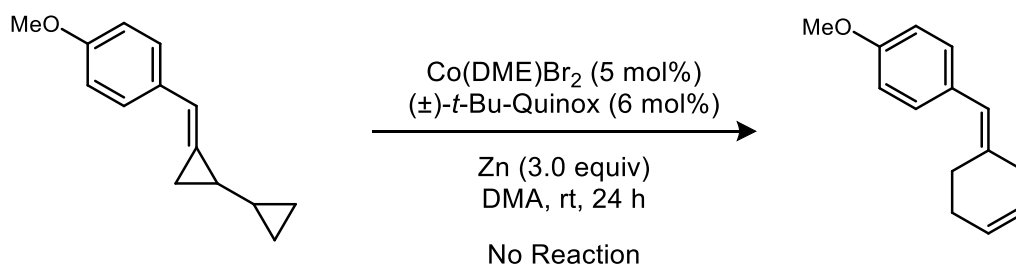 MeO
Co(DME)Br₂ (5 mol%)
(±)-t-Bu-Quinox (6 mol%)
Zn (3.0 equiv)
DMA, rt, 24 h
No Reaction
MeO